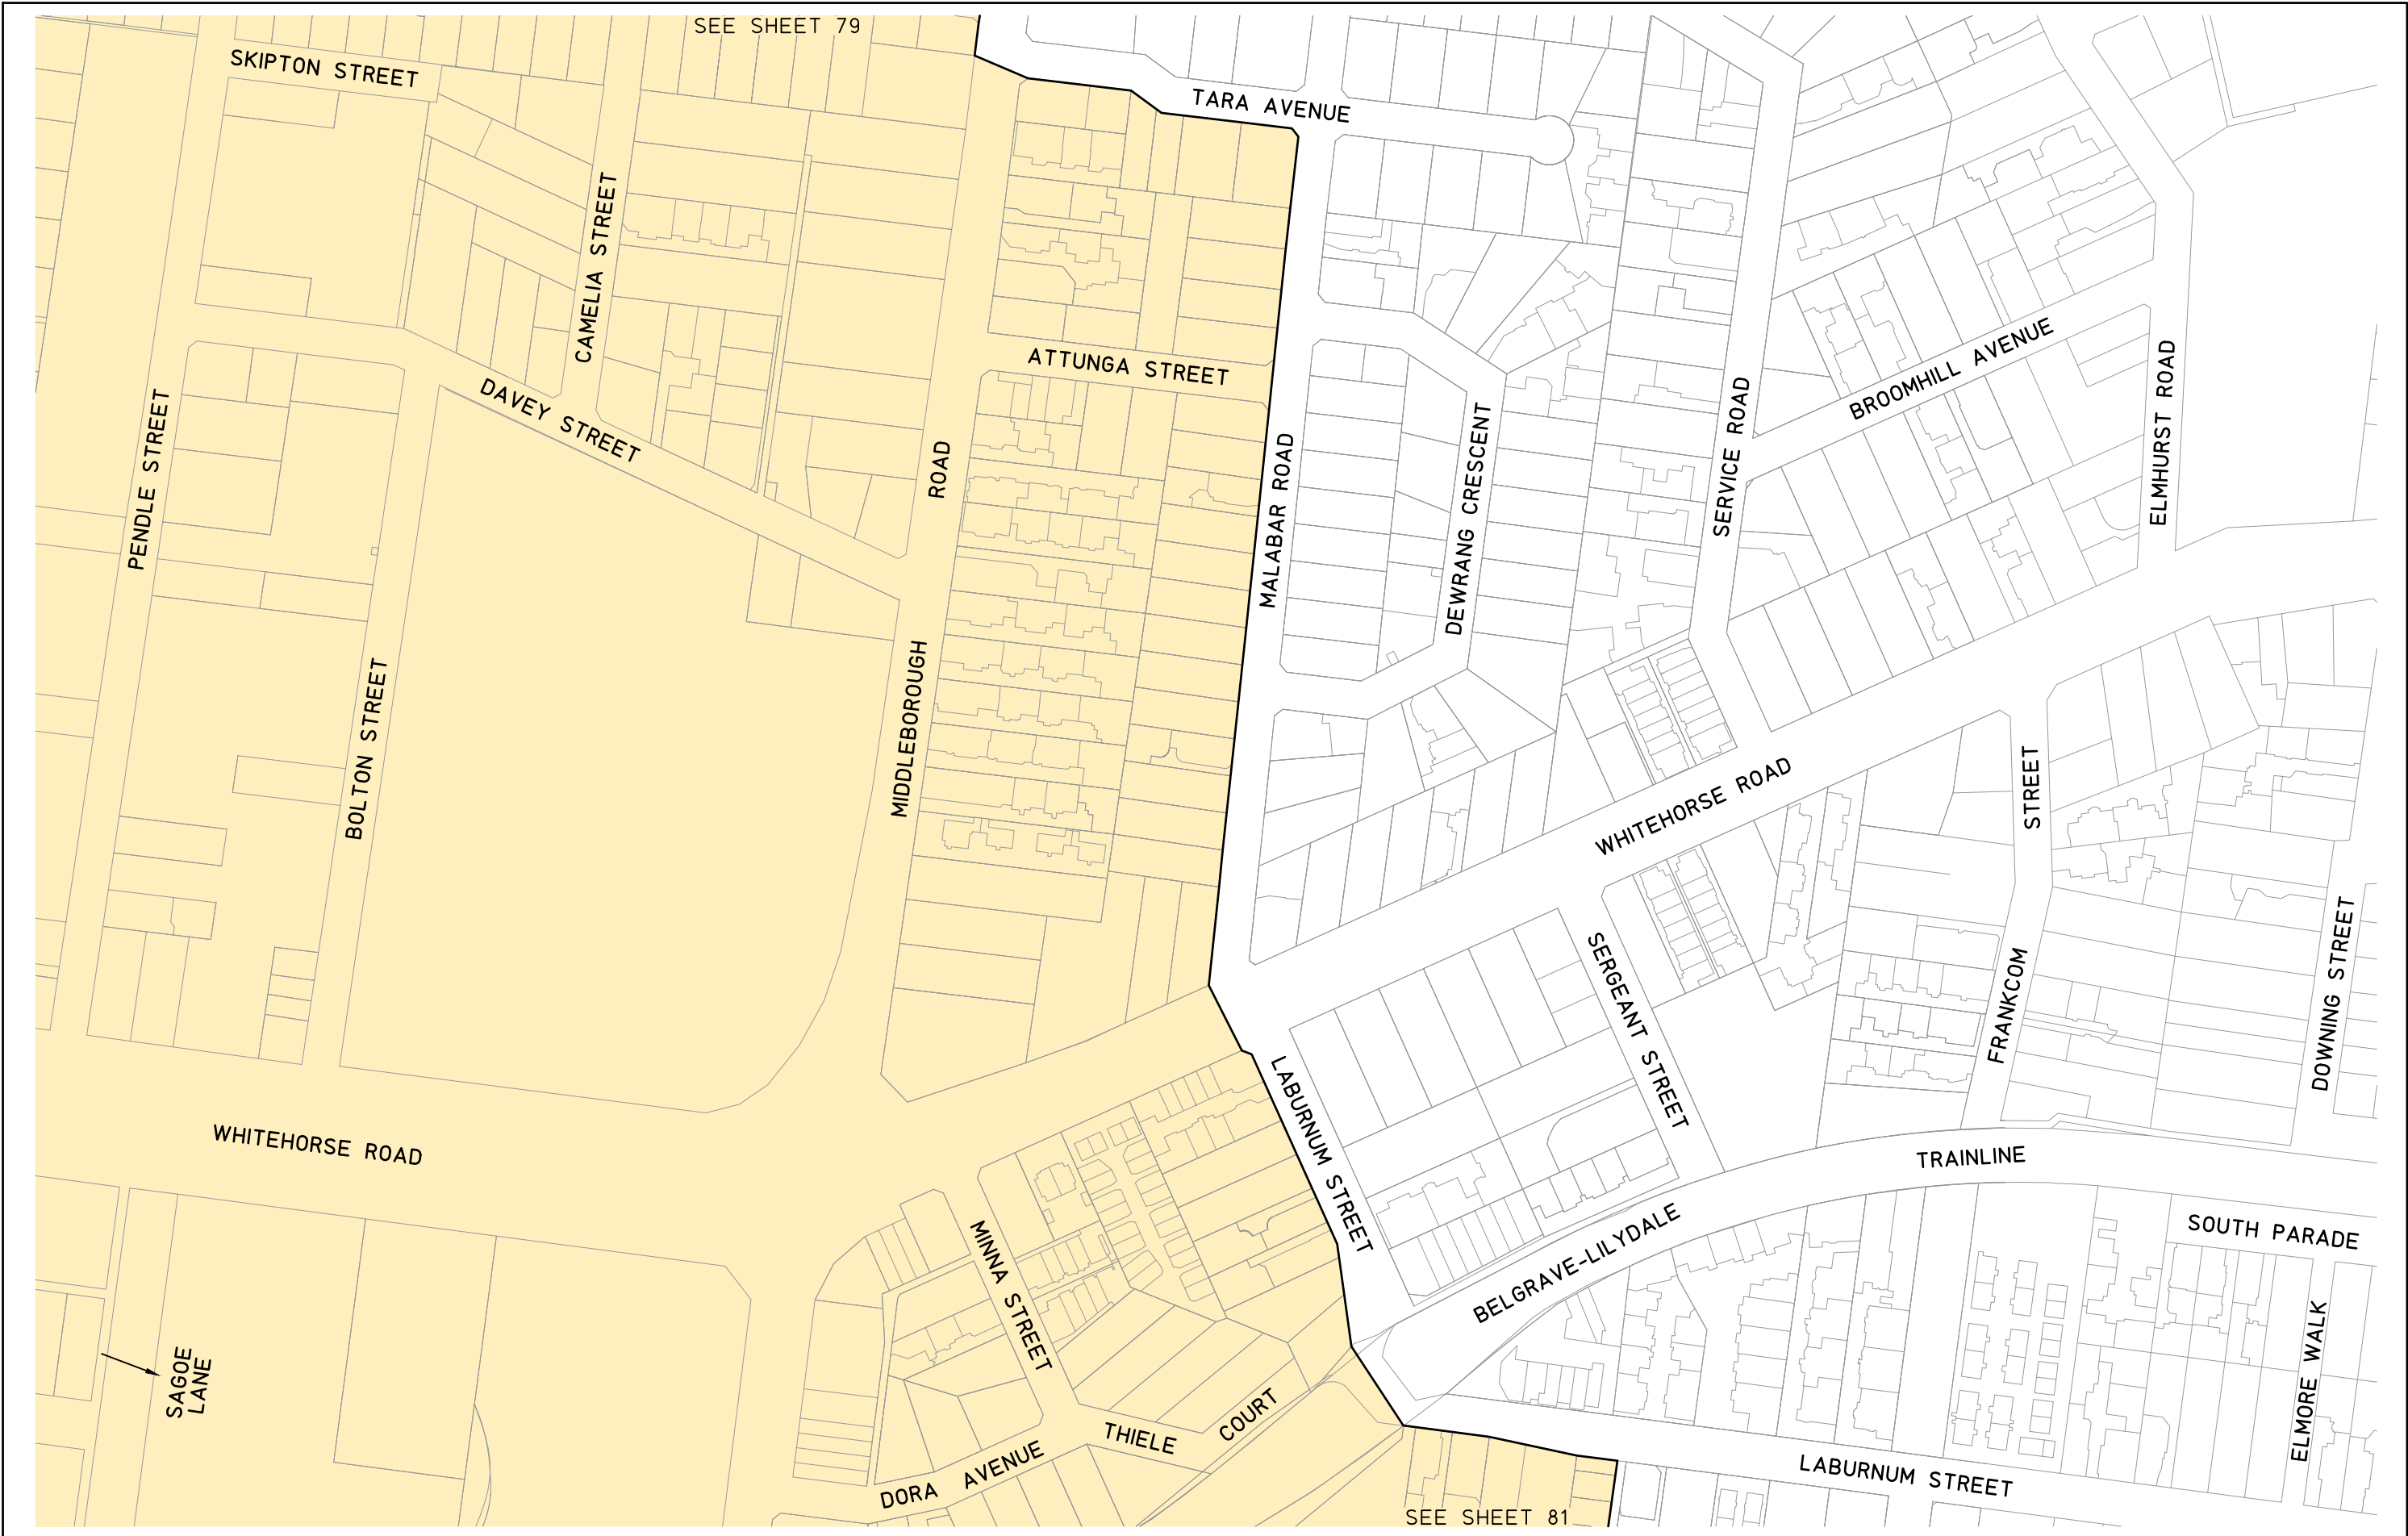 SEE SHEET 79
SKIPTON STREET
TARA AVENUE
CAMELIA STREET
ATTUNGA STREET
BROOMHILL AVENUE
DAVEY STREET
PENDLE STREET
ROAD
MALABAR ROAD
DEWRANG CRESCENT
SERVICE ROAD
ELMHURST ROAD
BOLTON STREET
MIDDLEBOROUGH
WHITEHORSE ROAD
STREET
FRANKCOM
DOWNING STREET
SERGEANT STREET
LABURNUM STREET
WHITEHORSE ROAD
TRAINLINE
BELGRAVE-LILYDALE
SOUTH PARADE
MINNA STREET
ELMORE WALK
SAGOE
LANE
THIELE
COURT
DORA
AVENUE
LABURNUM STREET
SEE SHEET 81